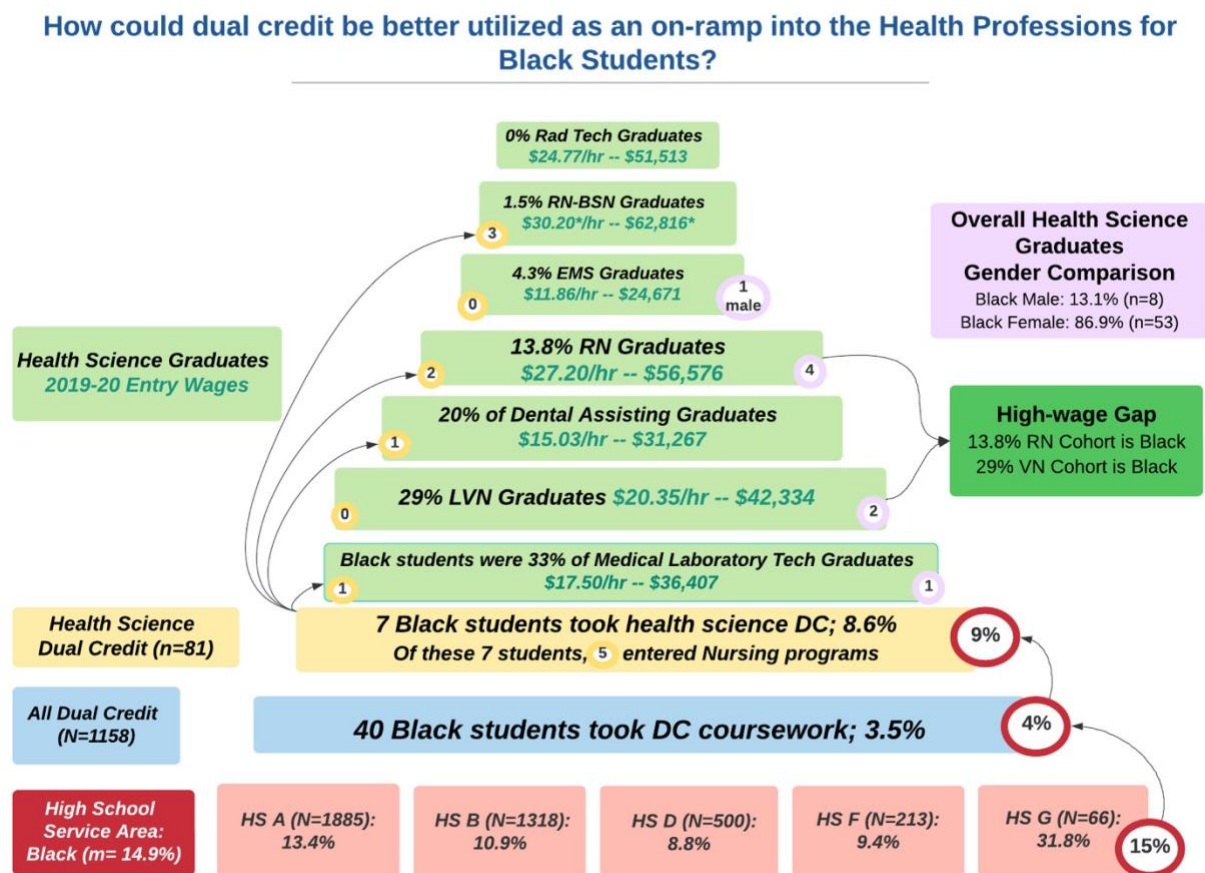 How could dual credit be better utilized as an on-ramp into the Health Professions for
Black Students?
0% Rad Tech Graduates
$24.77/hr -- $51,513
1.5% RN-BSN Graduates
$30.20*/hr -- $62,816*
3
4.3% EMS Graduates
$11.86/hr -- $24,671
0
1
male
Overall Health Science
Graduates
Gender Comparison
Black Male: 13.1% (n=8)
Black Female: 86.9% (n=53)
Health Science Graduates
2019-20 Entry Wages
13.8% RN Graduates
$27.20/hr -- $56,576
2
4
20% of Dental Assisting Graduates
$15.03/hr -- $31,267
1
High-wage Gap
13.8% RN Cohort is Black
29% VN Cohort is Black
29% LVN Graduates $20.35/hr -- $42,334
0
2
Black students were 33% of Medical Laboratory Tech Graduates
$17.50/hr -- $36,407
1
1
Health Science
Dual Credit (n=81)
7 Black students took health science DC; 8.6%
Of these 7 students, 5 entered Nursing programs
9%
All Dual Credit
(N=1158)
40 Black students took DC coursework; 3.5%
4%
High School
Service Area:
Black (m= 14.9%)
HS A (N=1885):
13.4%
HS B (N=1318):
10.9%
HS D (N=500):
8.8%
HS F (N=213):
9.4%
HS G (N=66):
31.8%
15%